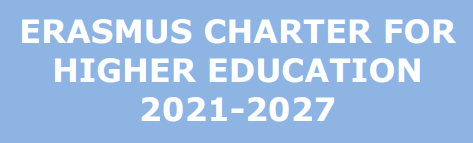 ERASMUS CHARTER FOR
HIGHER EDUCATION
2021-2027